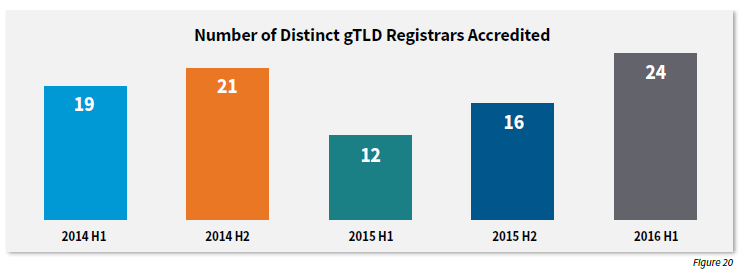 Number of Distinct gTLD Registrars Accredited
19
21
12
16
24
2014 H1
2014 H2
2015 H1
2015 H2
2016 H1
Figure 20